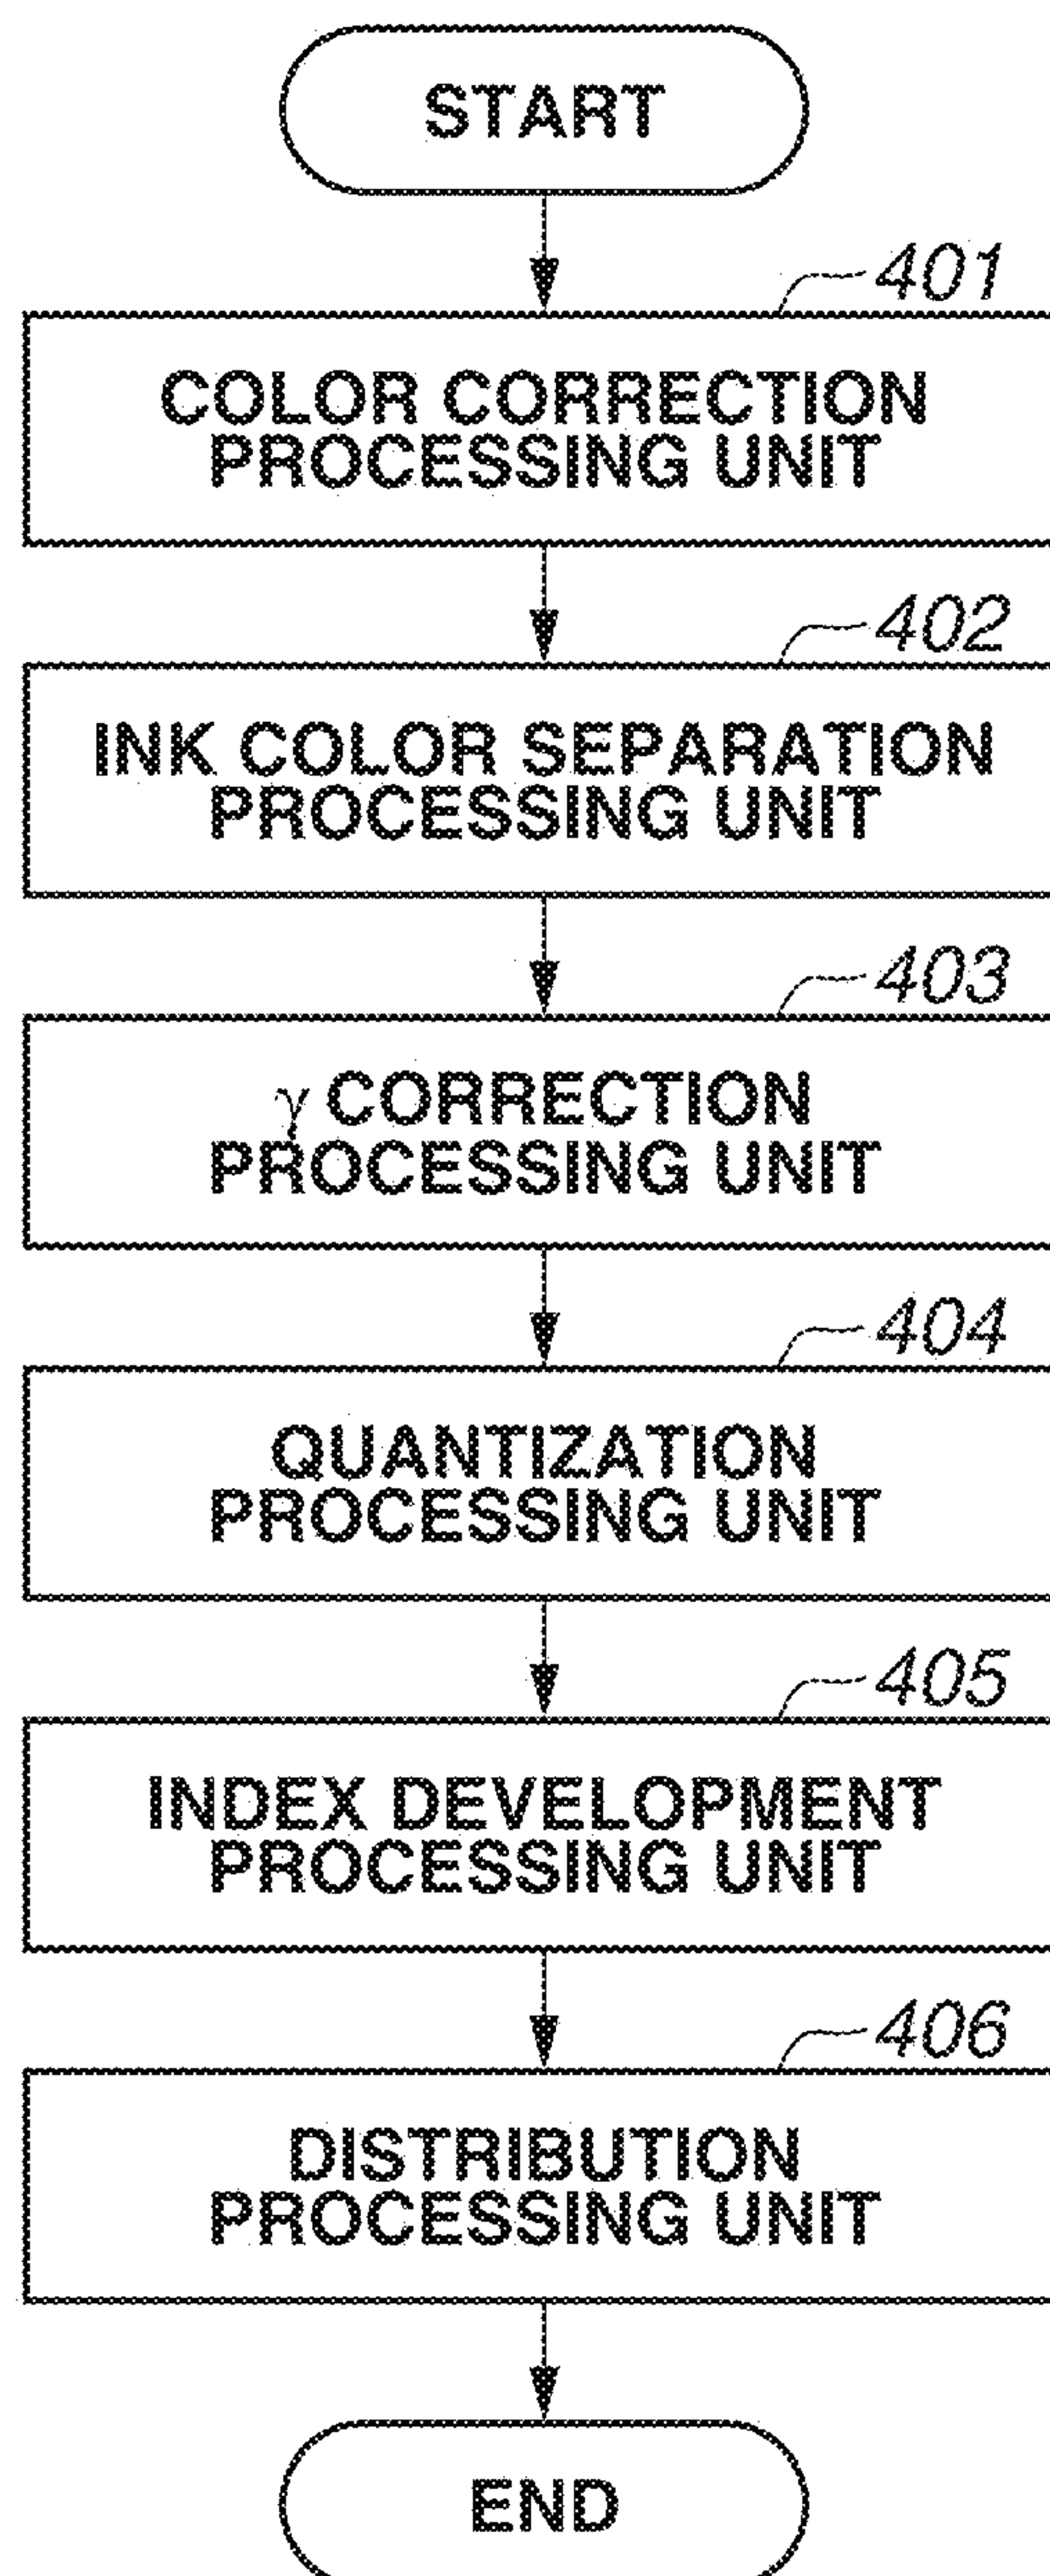 START
401
COLOR CORRECTION
PROCESSING UNIT
402
INK COLOR SEPARATION
PROCESSING UNIT
403
γ CORRECTION
PROCESSING UNIT
404
QUANTIZATION
PROCESSING UNIT
405
INDEX DEVELOPMENT
PROCESSING UNIT
406
DISTRIBUTION
PROCESSING UNIT
END